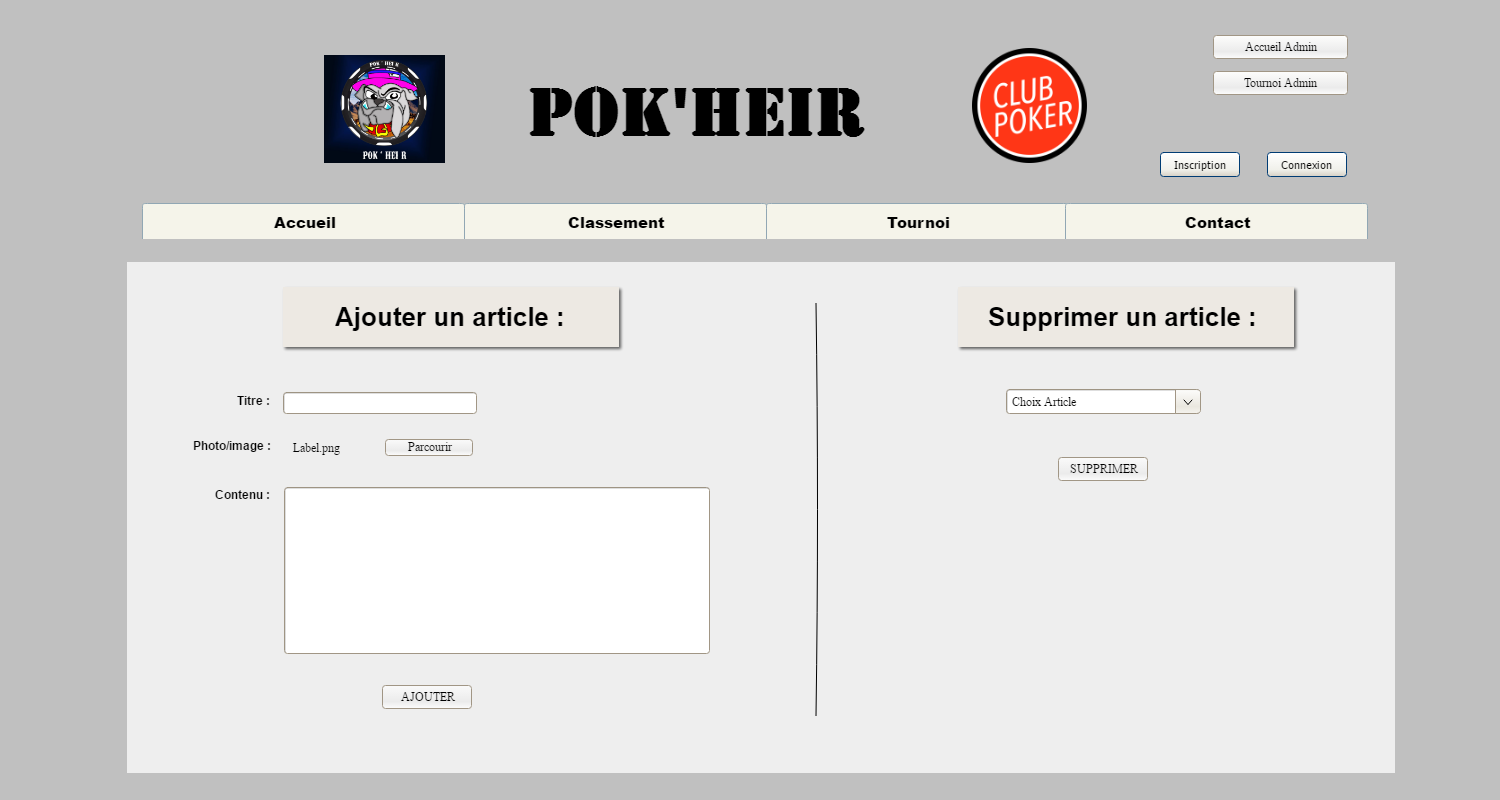 POK'HEIR
POK' HEI R
POK'HEIR
CLUB
POKER
Accueil Admin
Tournoi Admin
Inscription
Connexion
Accueil
Classement
Tournoi
Contact
Ajouter un article :
Supprimer un article :
Titre :
Choix Article
Photo/image :
Label.png
Parcourir
SUPPRIMER
Contenu :
AJOUTER